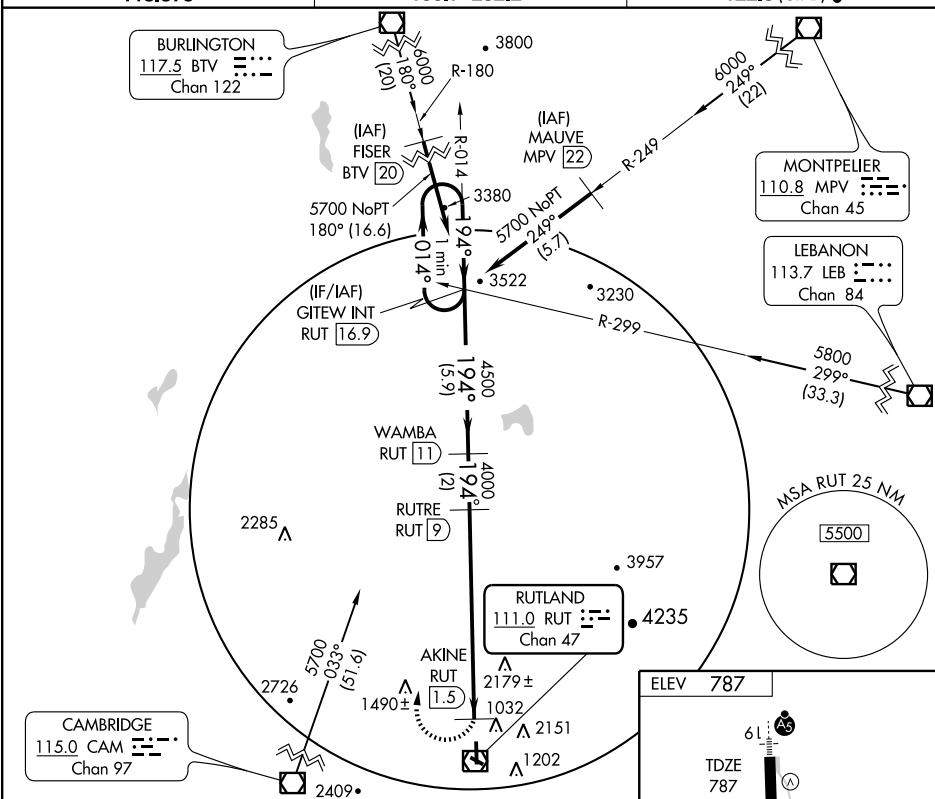 BURLINGTON
117.5 BTV
Chan 122
6000
180°
(20)
3800
R-180
6000
249°
(22)
(IAF)
FISER
BTV 20
R-014
(IAF)
MAUVE
MPV 22
R-249
MONTPELIER
110.8 MPV
Chan 45
5700 NoPT
180° (16.6)
3380
5700 NoPT
249°
(5.7)
194°
014°
1 min
LEBANON
113.7 LEB
Chan 84
(IF/IAF)
GITEW INT
RUT 16.9
3522
3230
R-299
5800
299°
(33.3)
4500
194°
(5.9)
WAMBA
RUT 11
4000
194°
(2)
RUTRE
RUT 9
MSA RUT 25 NM
5500
2285
3957
RUTLAND
111.0 RUT
Chan 47
4235
5700
033°
(51.6)
AKINE
RUT
1.5
2179±
1490±
2726
1032
2151
1202
CAMBRIDGE
115.0 CAM
Chan 97
2409
ELEV 787
A5
TDZE
787